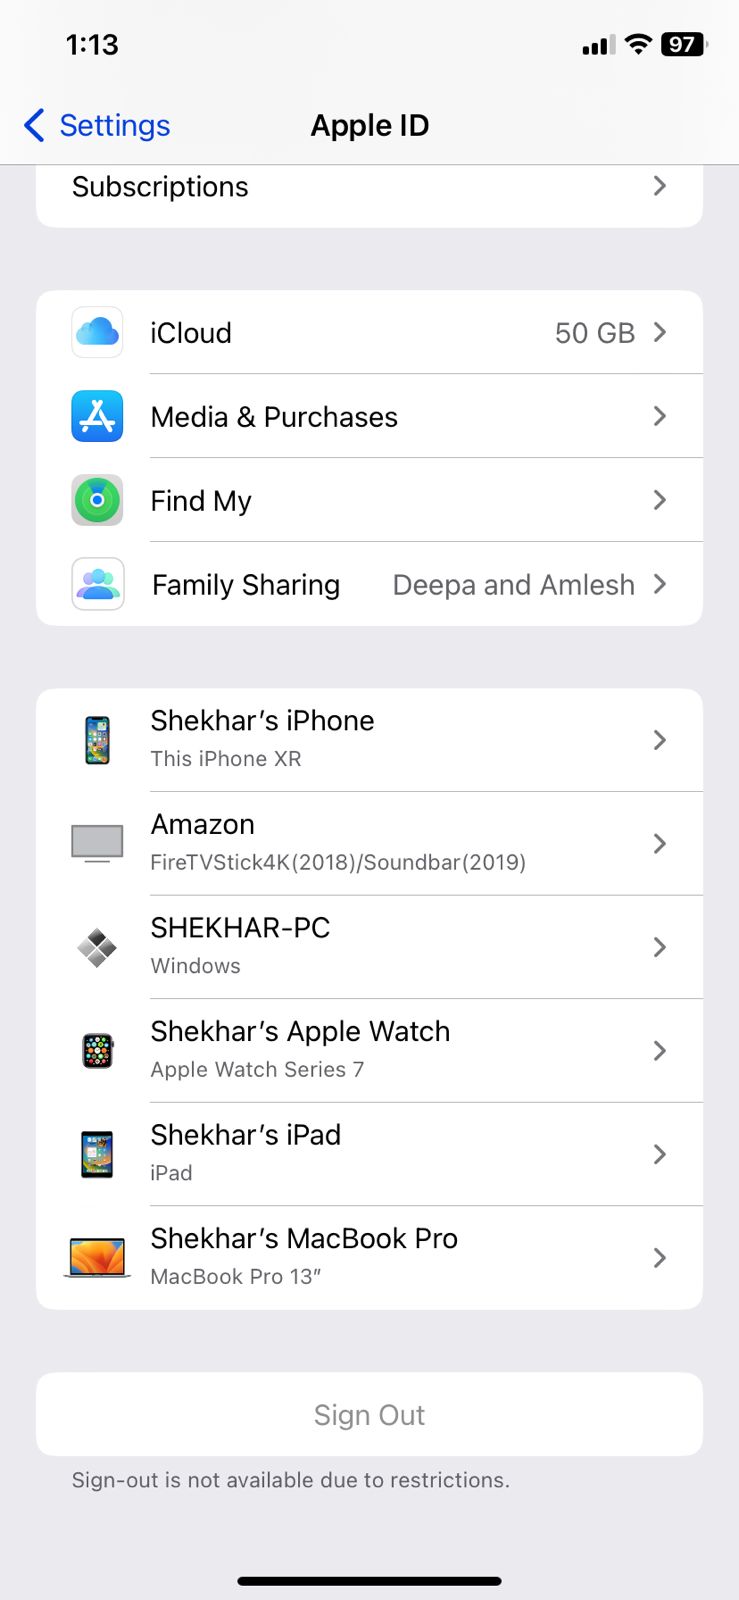 1:13
97
Settings
Apple ID
Subscriptions
iCloud 50 GB
Media & Purchases
Find My
Family Sharing Deepa and Amlesh
Shekhar’s iPhone
This iPhone XR
Amazon
FireTVStick4K(2018)/Soundbar(2019)
SHEKHAR-PC
Windows
Shekhar’s Apple Watch
Apple Watch Series 7
Shekhar’s iPad
iPad
Shekhar’s MacBook Pro
MacBook Pro 13”
Sign Out
Sign-out is not available due to restrictions.